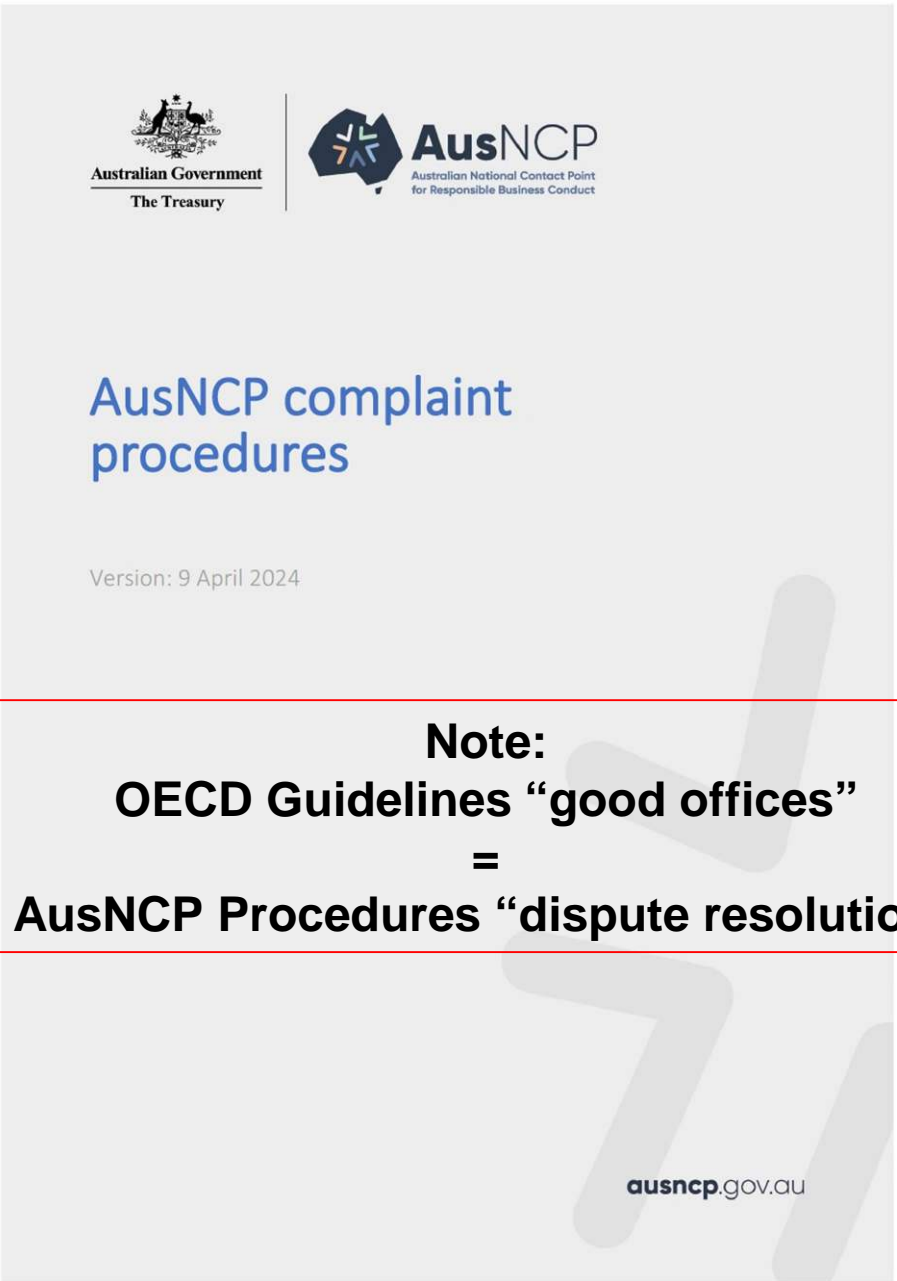 Australian Government
The Treasury
AusNCP
Australian National Contact Point
for Responsible Business Conduct
AusNCP complaint
procedures
Version: 9 April 2024
Note:
OECD Guidelines “good offices”
=
AusNCP Procedures “dispute resolutio
ausncp.gov.au